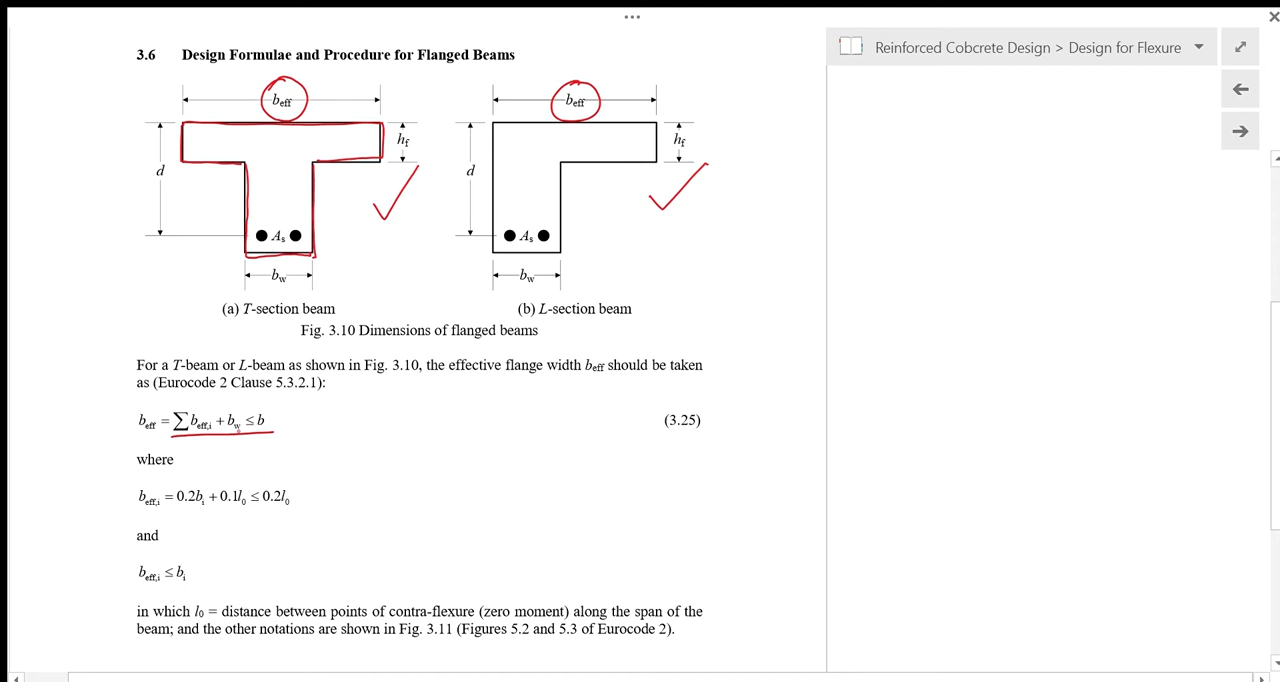 3.6 Design Formulae and Procedure for Flanged Beams
Reinforced Cobcrete Design > Design for Flexure
beff
beff
hf
hf
d
d
As
As
bw
bw
(a) T-section beam
(b) L-section beam
Fig. 3.10 Dimensions of flanged beams
For a T-beam or L-beam as shown in Fig. 3.10, the effective flange width beff should be taken
as (Eurocode 2 Clause 5.3.2.1):
beff = ∑beff,i + bw ≤ b (3.25)
where
beff,i = 0.2bi + 0.1l0 ≤ 0.2l0
and
beff,i ≤ bi
in which l0 = distance between points of contra-flexure (zero moment) along the span of the
beam; and the other notations are shown in Fig. 3.11 (Figures 5.2 and 5.3 of Eurocode 2).